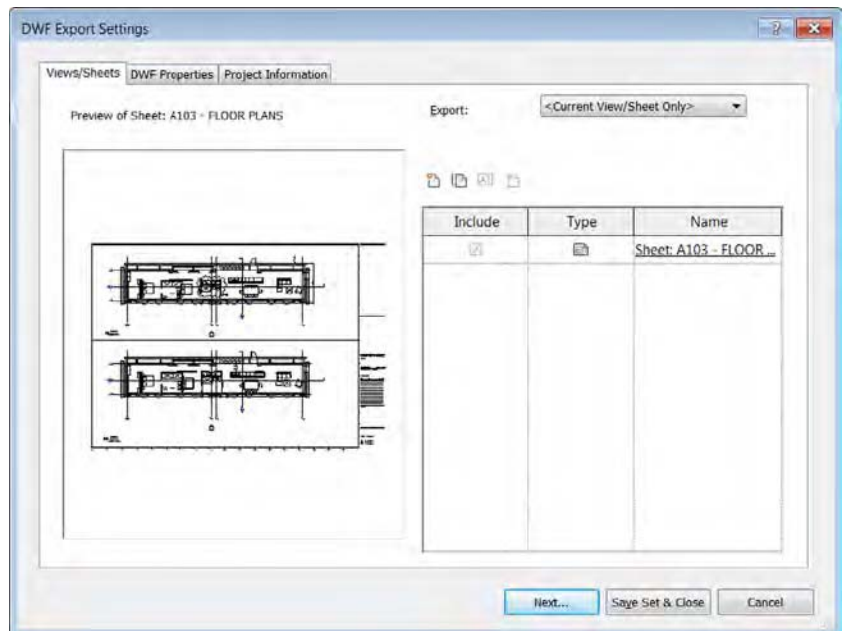 DWF Export Settings
Views/Sheets DWF Properties Project Information
Preview of Sheet: A103 - FLOOR PLANS
Export: <Current View/Sheet Only>
Include Type Name
Sheet: A103 - FLOOR ...
Next... Save Set & Close Cancel